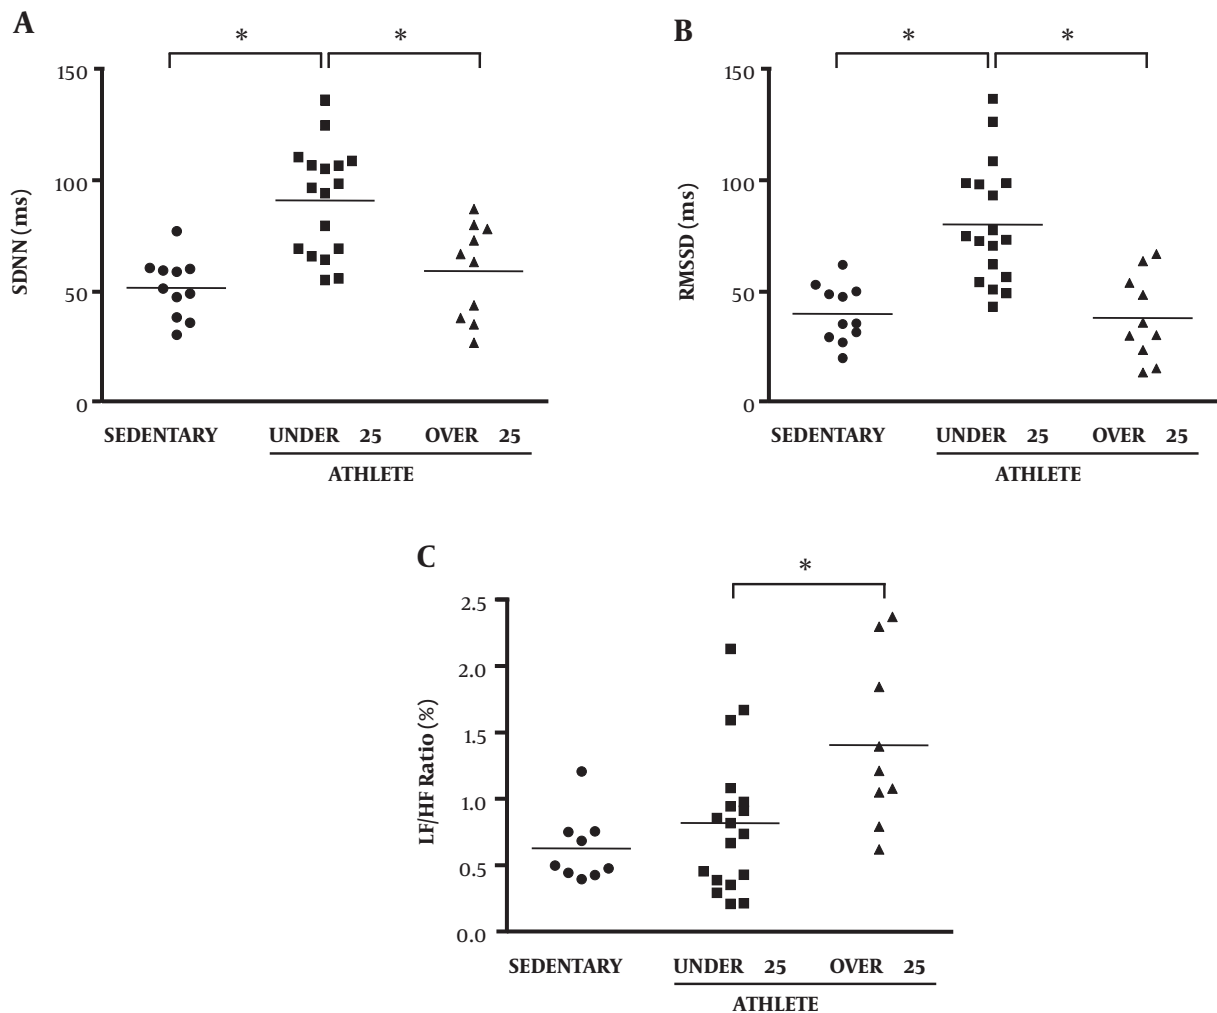 A
*
*
150
100
50
0
SDNN (ms)
SEDENTARY
UNDER 25
OVER 25
ATHLETE
B
*
*
150
100
50
0
RMSSD (ms)
SEDENTARY
UNDER 25
OVER 25
ATHLETE
C
*
2.5
2.0
1.5
1.0
0.5
0.0
LF/HF Ratio (%)
SEDENTARY
UNDER 25
OVER 25
ATHLETE